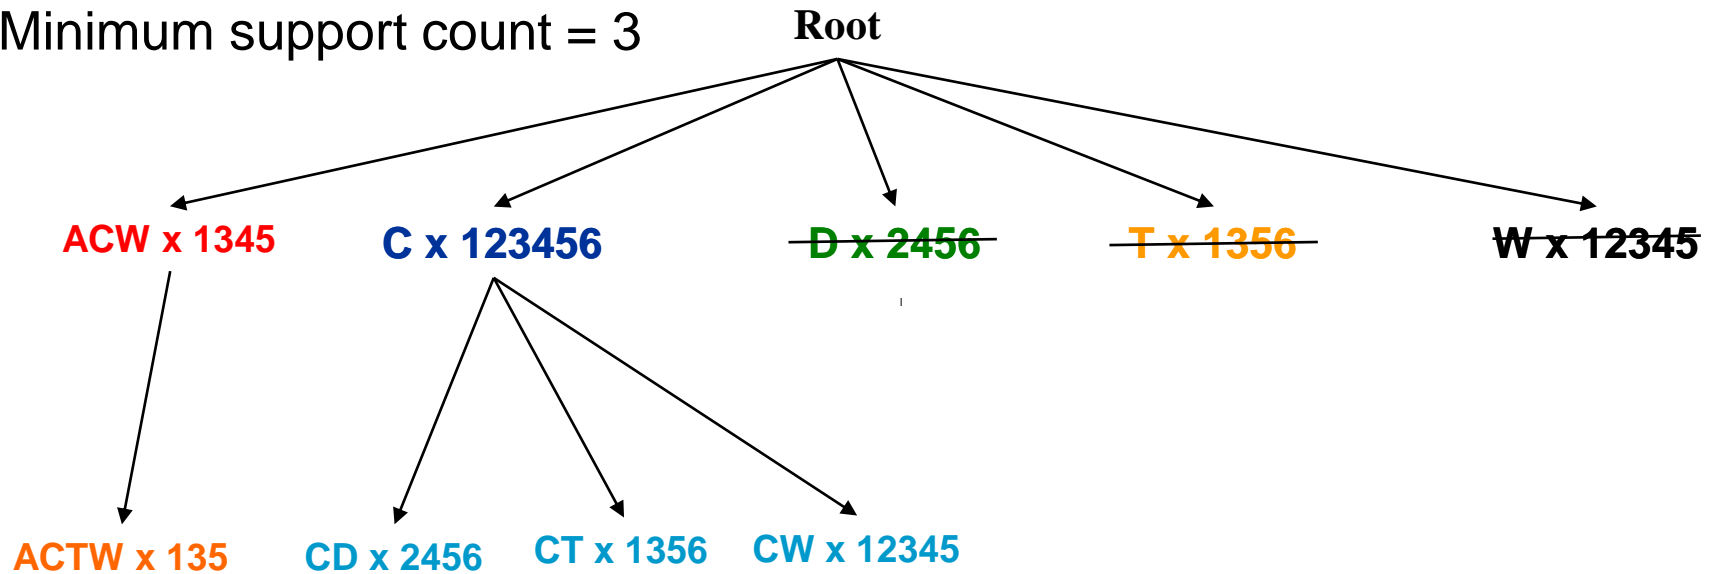 Minimum support count = 3
Root
ACW x 1345
C x 123456
D x 2456
T x 1356
W x 12345
ACTW x 135
CD x 2456
CT x 1356
CW x 12345